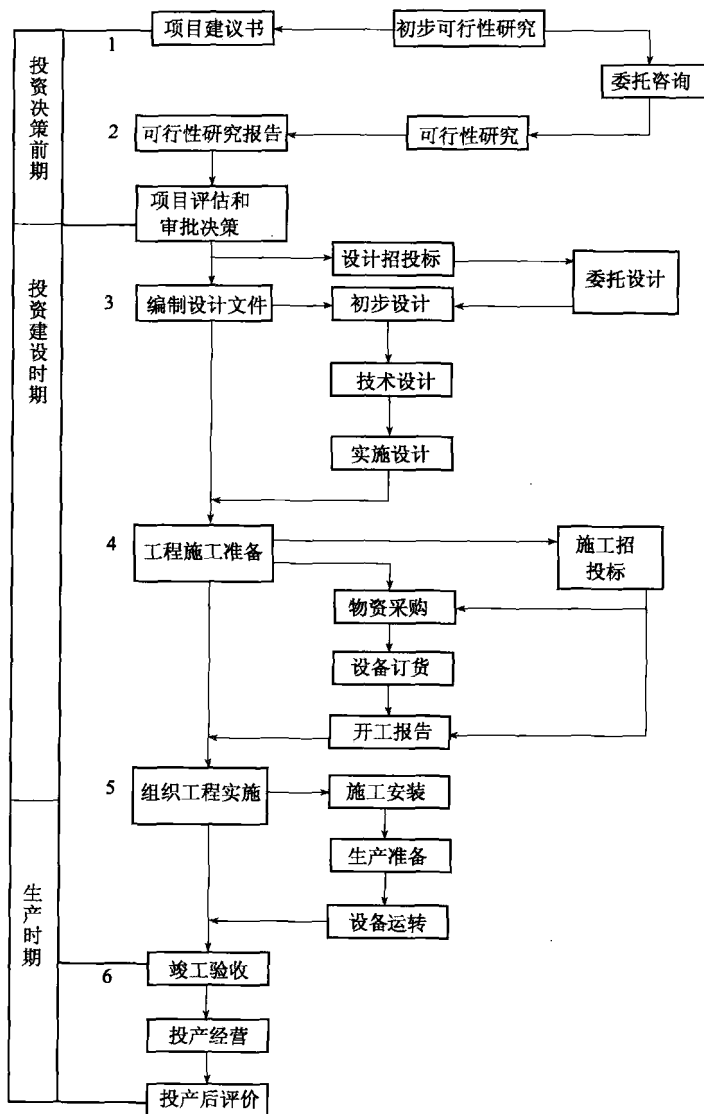 1
项目建议书
初步可行性研究
委托咨询
投资决策前期
2
可行性研究报告
可行性研究
项目评估和
审批决策
设计招投标
委托设计
投资建设时期
3
编制设计文件
初步设计
技术设计
实施设计
4
工程施工准备
施工招
投标
物资采购
设备订货
开工报告
5
组织工程实施
施工安装
生产准备
生产时期
设备运转
6
竣工验收
投产经营
投产后评价